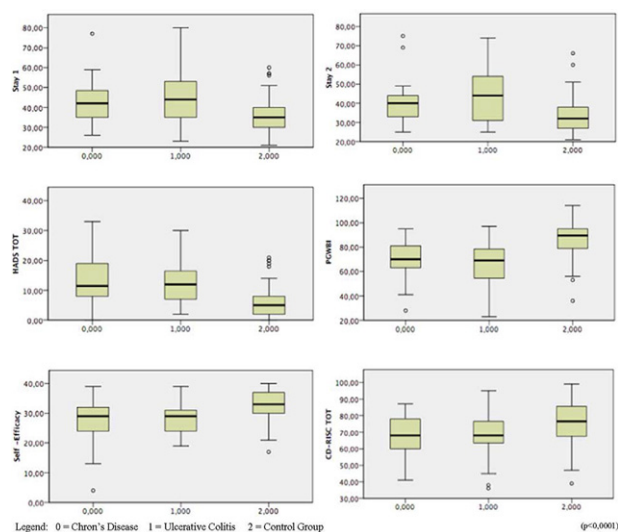 Stay 1
80,00
70,00
60,00
50,00
40,00
30,00
20,00
0,000 1,000 2,000
Stay 2
80,00
70,00
60,00
50,00
40,00
30,00
20,00
0,000 1,000 2,000
HADS TOT
40,00
30,00
20,00
10,00
0,00
0,000 1,000 2,000
PGWBI
120,00
100,00
80,00
60,00
40,00
20,00
0,000 1,000 2,000
Self -Efficacy
40,00
30,00
20,00
10,00
0,00
0,000 1,000 2,000
CD-RISC TOT
100,00
90,00
80,00
70,00
60,00
50,00
40,00
30,00
0,000 1,000 2,000
Legend: 0 = Chron's Disease 1 = Ulcerative Colitis 2 = Control Group (p<0,0001)